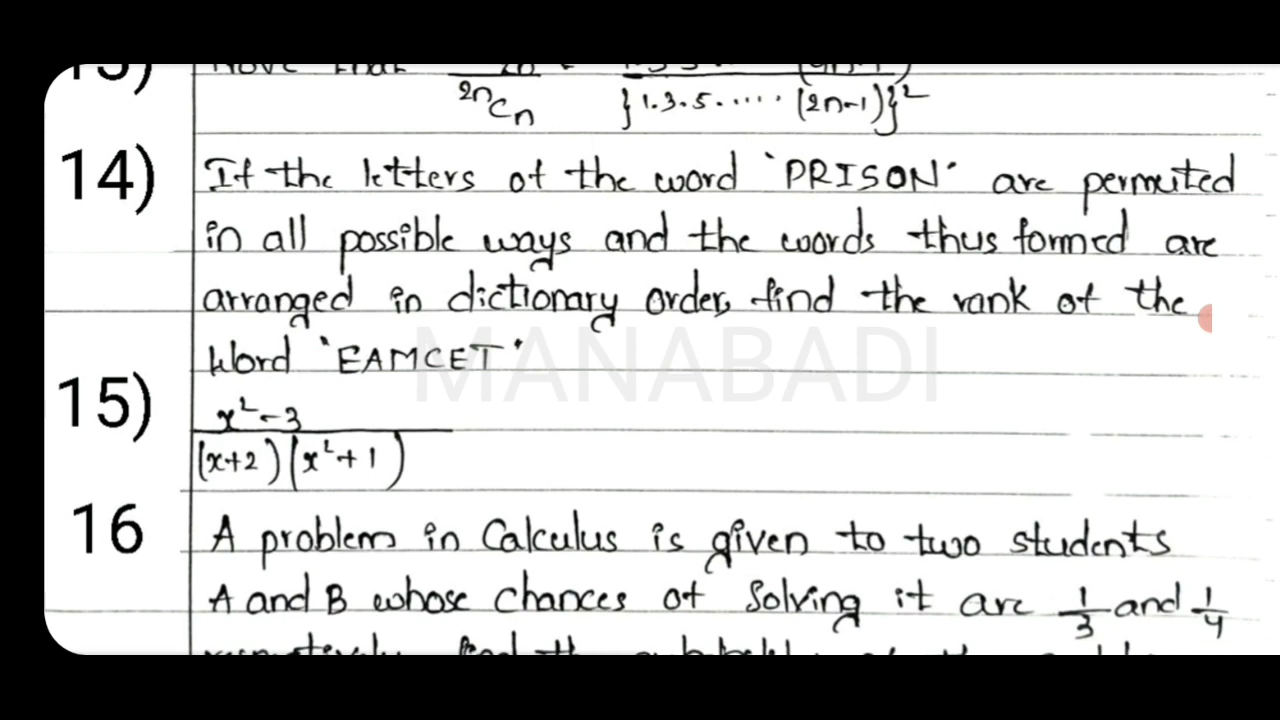 2nCn {1.3.5..... (2n-1)}²
14) If the letters of the word `PRISON' are permuted
in all possible ways and the words thus formed are
arranged in dictionary order, find the rank of the
Word 'EAMCET'
MANABADI
15) x²-3
(x+2)(x²+1)
16 A problem in Calculus is given to two students
A and B whose chances of Solving it are 1/3 and 1/4